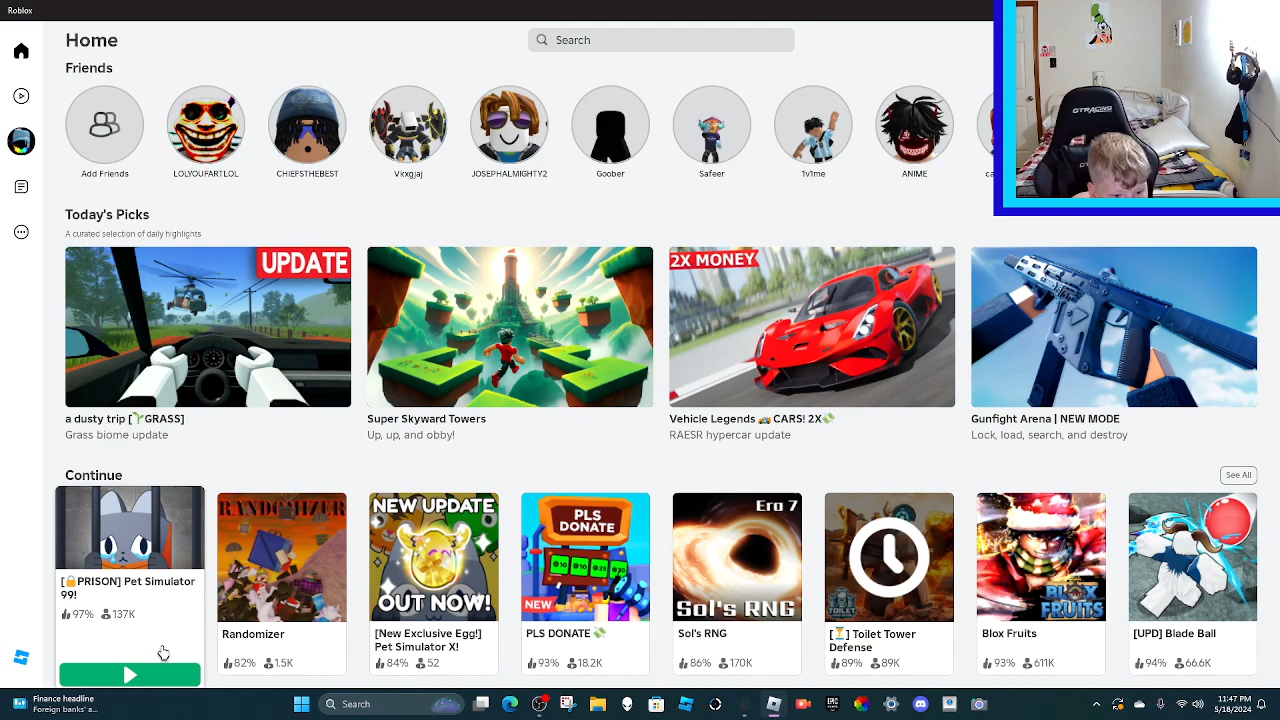 Roblox
Home
Search
Friends
Add Friends
LOLYOUFARTLOL
CHIEFSTHEBEST
Vkxgjaj
JOSEPHALMIGHTY2
Goober
Safeer
1v1me
ANIME
ca
GTRACING
Today's Picks
A curated selection of daily highlights
UPDATE
2X MONEY
a dusty trip [🌱GRASS]
Grass biome update
Super Skyward Towers
Up, up, and obby!
Vehicle Legends 🚕 CARS! 2X💸
RAESR hypercar update
Gunfight Arena | NEW MODE
Lock, load, search, and destroy
Continue
See All
[🔒PRISON] Pet Simulator
99!
97% 137K
RANDOMIZER
Randomizer
82% 1.5K
NEW UPDATE
OUT NOW!
[New Exclusive Egg!]
Pet Simulator X!
84% 52
PLS
DONATE
NEW
PLS DONATE 💸
93% 18.2K
Era 7
Sol's RNG
Sol's RNG
86% 170K
TOILET
[⏳] Toilet Tower
Defense
89% 89K
BLOX
FRUITS
Blox Fruits
93% 611K
[UPD] Blade Ball
94% 66.6K
Finance headline
Foreign banks' a...
Search
EPIC
11:47 PM
5/18/2024